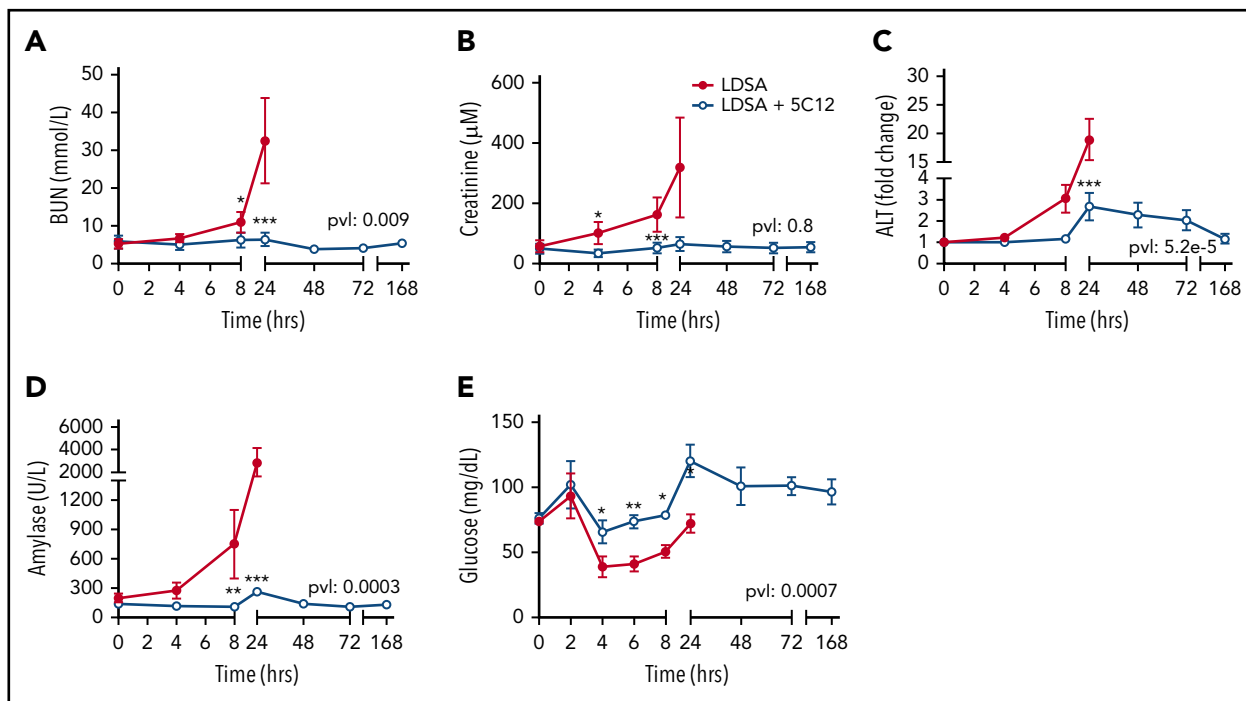 A
BUN (mmol/L)
50
40
30
20
10
0
*
***
pvl: 0.009
0 2 4 6 8 24 48 72 168
Time (hrs)
B
Creatinine (μM)
600
400
200
0
LDSA
LDSA + 5C12
*
***
pvl: 0.8
0 2 4 6 8 24 48 72 168
Time (hrs)
C
ALT (fold change)
30
25
20
15
10
4
3
2
1
0
***
pvl: 5.2e-5
0 2 4 6 8 24 48 72 168
Time (hrs)
D
Amylase (U/L)
6000
4000
2000
1200
900
600
300
0
**
***
pvl: 0.0003
0 2 4 6 8 24 48 72 168
Time (hrs)
E
Glucose (mg/dL)
150
100
50
0
*
**
*
*
pvl: 0.0007
0 2 4 6 8 24 48 72 168
Time (hrs)